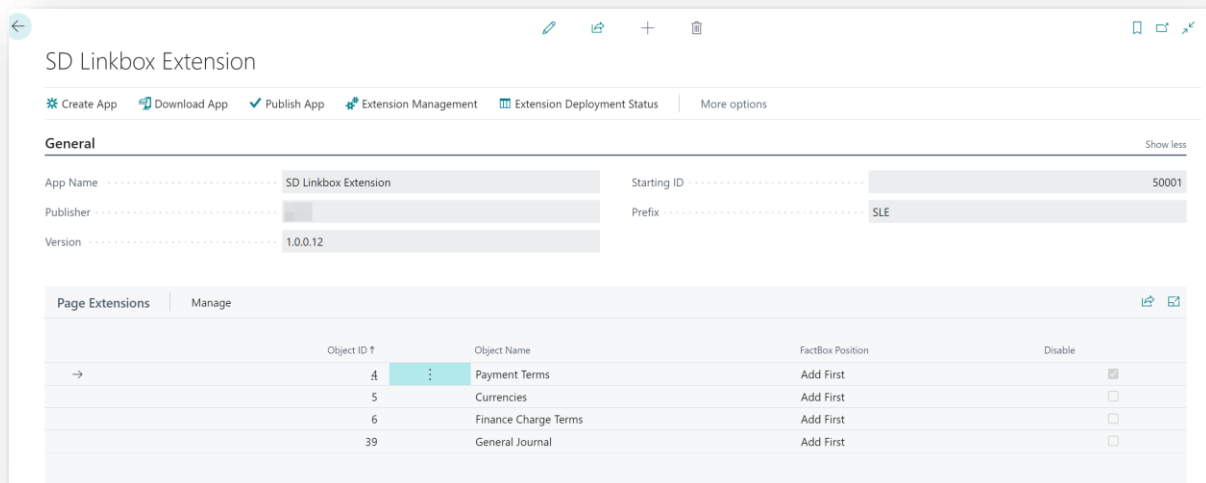 SD Linkbox Extension
Create App Download App Publish App Extension Management Extension Deployment Status More options
General Show less
App Name SD Linkbox Extension Starting ID 50001
Publisher Prefix SLE
Version 1.0.0.12
Page Extensions Manage
Object ID ↑ Object Name FactBox Position Disable
4 Payment Terms Add First
5 Currencies Add First
6 Finance Charge Terms Add First
39 General Journal Add First